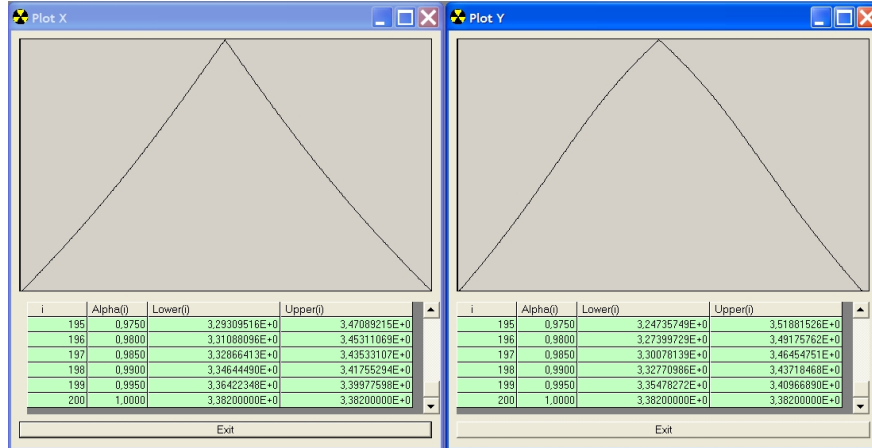 Plot X
i Alpha(i) Lower(i) Upper(i)
195 0,9750 3,29309516E+0 3,47089215E+0
196 0,9800 3,31088096E+0 3,45311069E+0
197 0,9850 3,32866413E+0 3,43533107E+0
198 0,9900 3,34644490E+0 3,41755294E+0
199 0,9950 3,36422348E+0 3,39977598E+0
200 1,0000 3,38200000E+0 3,38200000E+0
Exit
Plot Y
i Alpha(i) Lower(i) Upper(i)
195 0,9750 3,24735749E+0 3,51881526E+0
196 0,9800 3,27399729E+0 3,49175762E+0
197 0,9850 3,30078139E+0 3,46454751E+0
198 0,9900 3,32770986E+0 3,43718468E+0
199 0,9950 3,35478272E+0 3,40966890E+0
200 1,0000 3,38200000E+0 3,38200000E+0
Exit